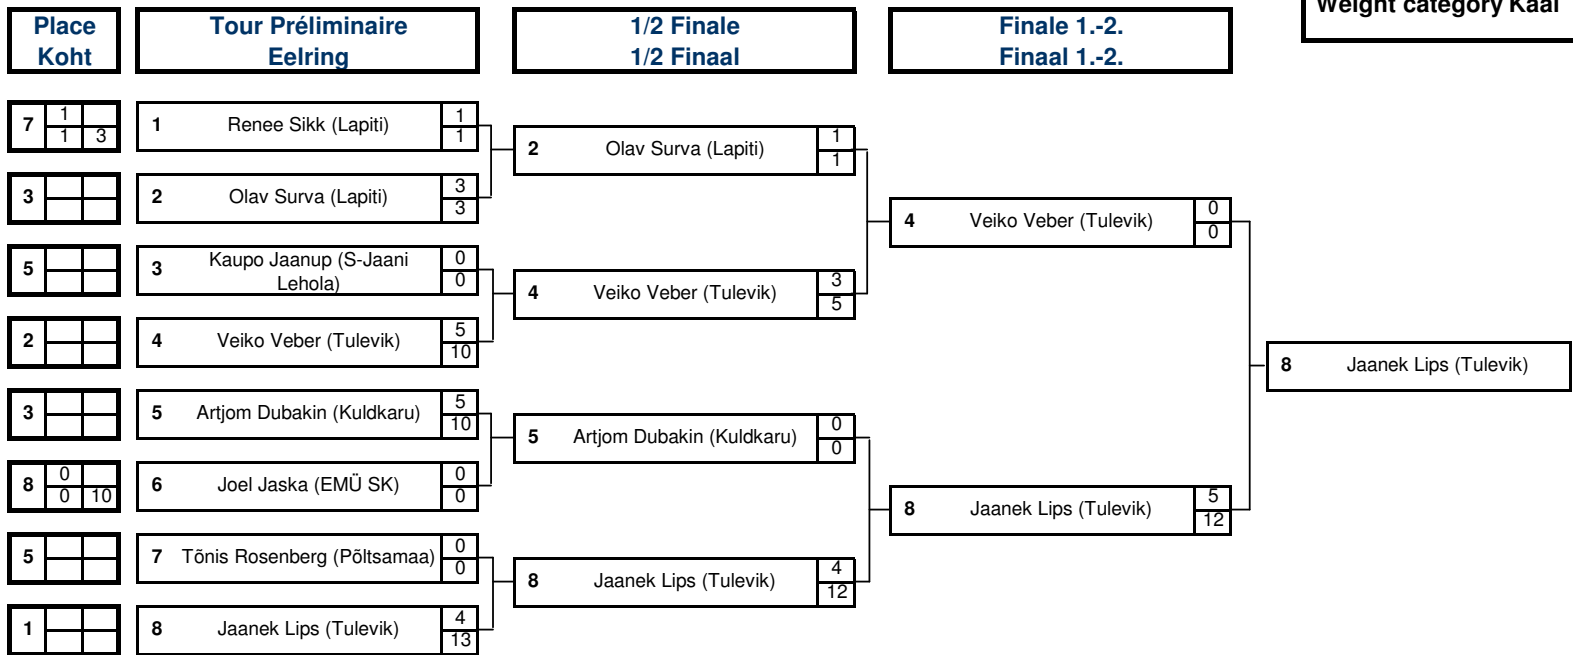 Weight category Kaal
Place
Koht
Tour Préliminaire
Eelring
1/2 Finale
1/2 Finaal
Finale 1.-2.
Finaal 1.-2.
7
1
1 3
1 Renee Sikk (Lapiti)
1
1
3
2 Olav Surva (Lapiti)
3
3
5
3 Kaupo Jaanup (S-Jaani
Lehola)
0
0
2
4 Veiko Veber (Tulevik)
5
10
3
5 Artjom Dubakin (Kuldkaru)
5
10
8
0
0 10
6 Joel Jaska (EMÜ SK)
0
0
5
7 Tõnis Rosenberg (Põltsamaa)
0
0
1
8 Jaanek Lips (Tulevik)
4
13
2 Olav Surva (Lapiti)
1
1
4 Veiko Veber (Tulevik)
3
5
5 Artjom Dubakin (Kuldkaru)
0
0
8 Jaanek Lips (Tulevik)
4
12
4 Veiko Veber (Tulevik)
0
0
8 Jaanek Lips (Tulevik)
5
12
8 Jaanek Lips (Tulevik)